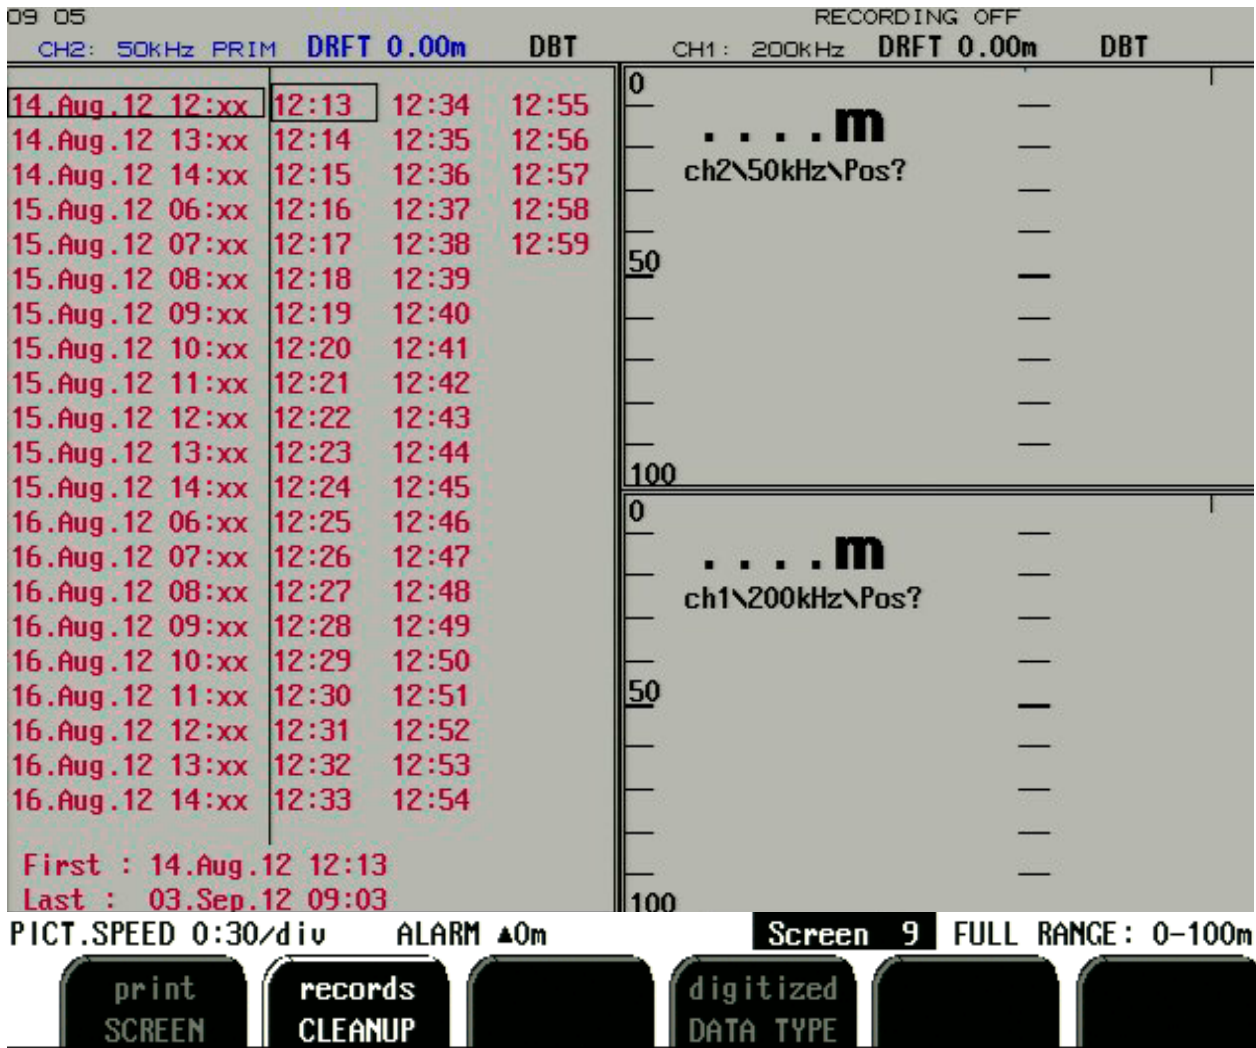 09 05 RECORDING OFF
CH2: 50kHz PRIM DRFT 0.00m DBT CH1: 200kHz DRFT 0.00m DBT
14.Aug.12 12:xx 12:13 12:34 12:55
14.Aug.12 13:xx 12:14 12:35 12:56
14.Aug.12 14:xx 12:15 12:36 12:57
15.Aug.12 06:xx 12:16 12:37 12:58
15.Aug.12 07:xx 12:17 12:38 12:59
15.Aug.12 08:xx 12:18 12:39
15.Aug.12 09:xx 12:19 12:40
15.Aug.12 10:xx 12:20 12:41
15.Aug.12 11:xx 12:21 12:42
15.Aug.12 12:xx 12:22 12:43
15.Aug.12 13:xx 12:23 12:44
15.Aug.12 14:xx 12:24 12:45
16.Aug.12 06:xx 12:25 12:46
16.Aug.12 07:xx 12:26 12:47
16.Aug.12 08:xx 12:27 12:48
16.Aug.12 09:xx 12:28 12:49
16.Aug.12 10:xx 12:29 12:50
16.Aug.12 11:xx 12:30 12:51
16.Aug.12 12:xx 12:31 12:52
16.Aug.12 13:xx 12:32 12:53
16.Aug.12 14:xx 12:33 12:54
First : 14.Aug.12 12:13
Last : 03.Sep.12 09:03
0
. . . . m
ch2\50kHz\Pos?
50
100
0
. . . . m
ch1\200kHz\Pos?
50
100
PICT.SPEED 0:30/div ALARM ▲0m Screen 9 FULL RANGE: 0-100m
print records digitized
SCREEN CLEANUP DATA TYPE